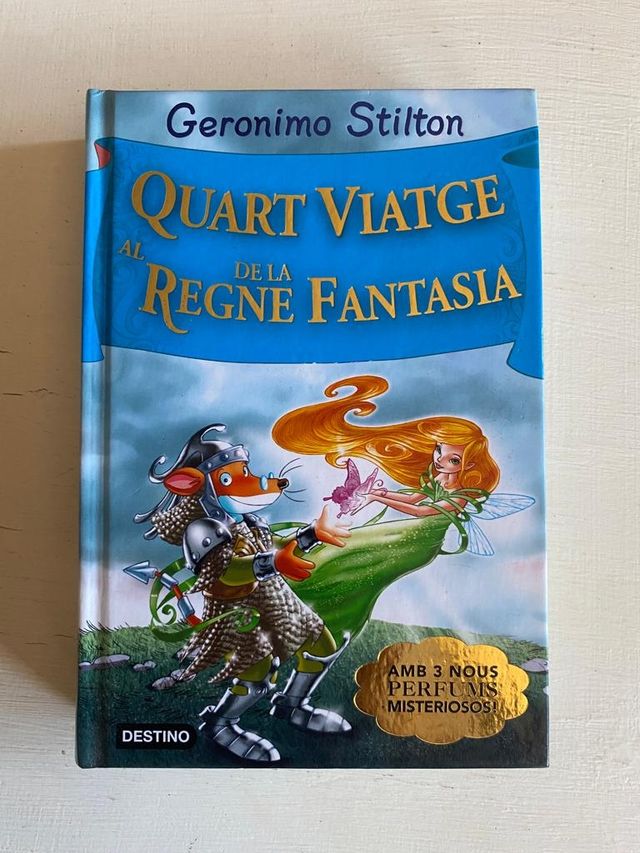 Geronimo Stilton
QUART VIATGE
AL REGNE DE LA FANTASIA
AMB 3 NOUS
PERFUMS
MISTERIOSOS!
DESTINO